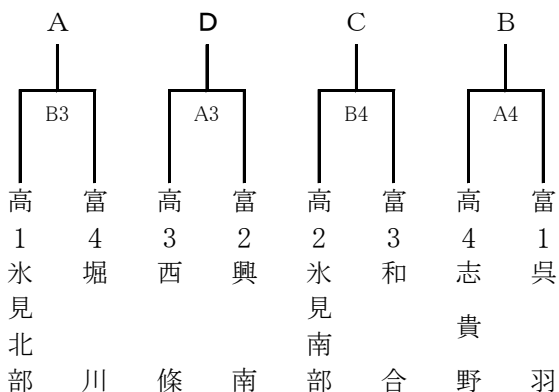 A D C B
B3 A3 B4 A4
高 富 高 富 高 富 高 富
1 4 3 2 2 3 4 1
氷見北部
堀川
西條
興南
氷見南部
和合
志貴野
呉羽